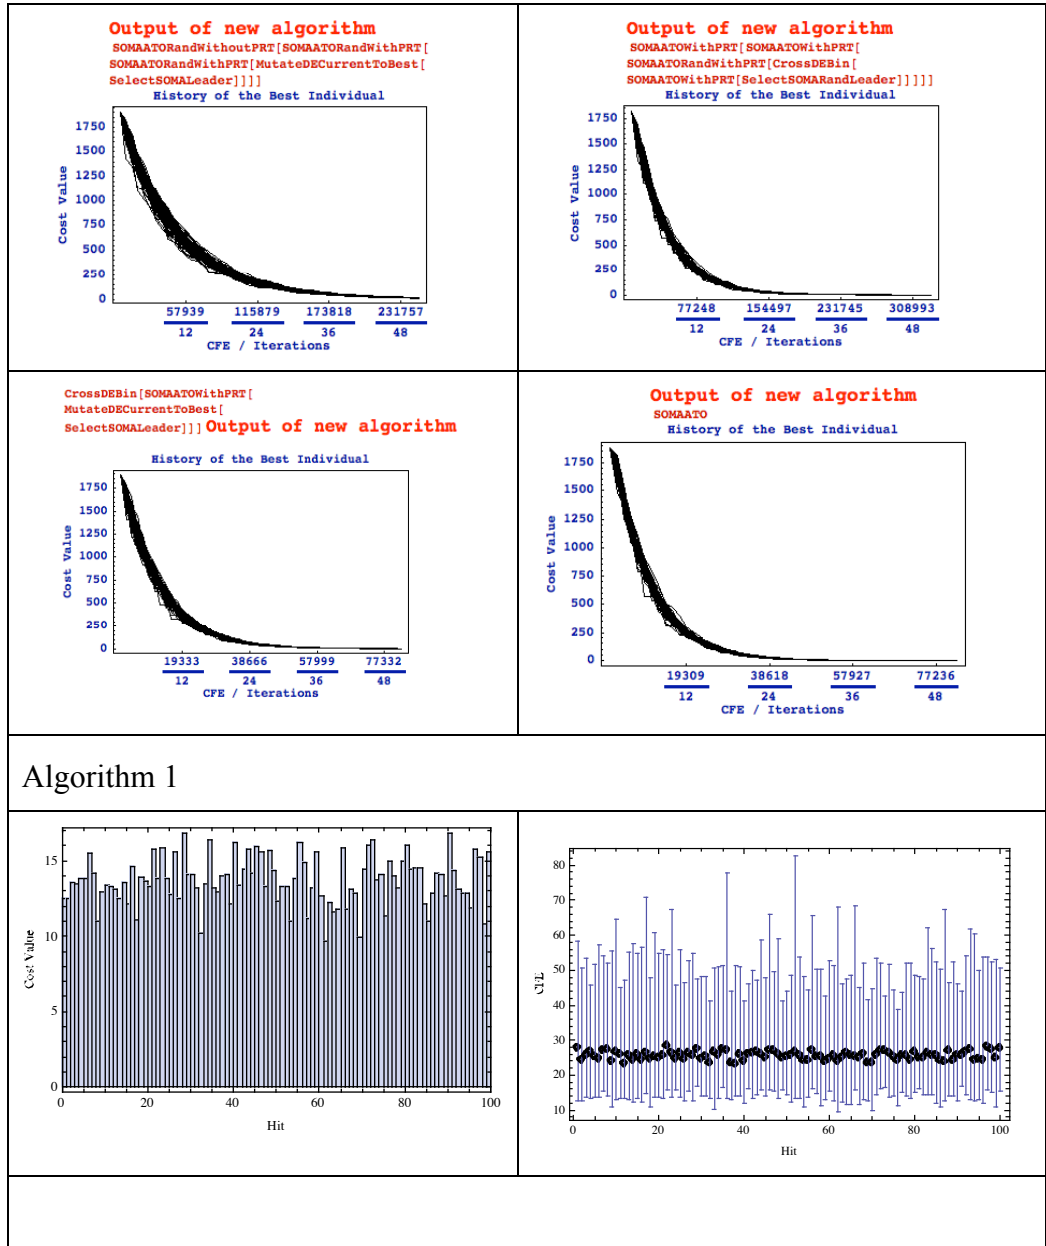 Output of new algorithm
SOMAATORandWithoutPRT[SOMAATORandWithPRT[
SOMAATORandWithPRT[MutateDECurrentToBest[
SelectSOMALeader]]]]
History of the Best Individual
1750
1500
1250
1000
750
500
250
0
Cost Value
57939 115879 173818 231757
12 24 36 48
CFE / Iterations
Output of new algorithm
SOMAATOWithPRT[SOMAATOWithPRT[
SOMAATORandWithPRT[CrossDEBin[
SOMAATOWithPRT[SelectSOMARandLeader]]]]]
History of the Best Individual
1750
1500
1250
1000
750
500
250
0
Cost Value
77248 154497 231745 308993
12 24 36 48
CFE / Iterations
CrossDEBin[SOMAATOWithPRT[
MutateDECurrentToBest[
SelectSOMALeader]]] Output of new algorithm
History of the Best Individual
1750
1500
1250
1000
750
500
250
0
Cost Value
19333 38666 57999 77332
12 24 36 48
CFE / Iterations
Output of new algorithm
SOMAATO
History of the Best Individual
1750
1500
1250
1000
750
500
250
0
Cost Value
19309 38618 57927 77236
12 24 36 48
CFE / Iterations
Algorithm 1
15
10
5
0
Cost Value
0 20 40 60 80 100
Hit
80
70
60
50
40
30
20
10
CFE
0 20 40 60 80 100
Hit